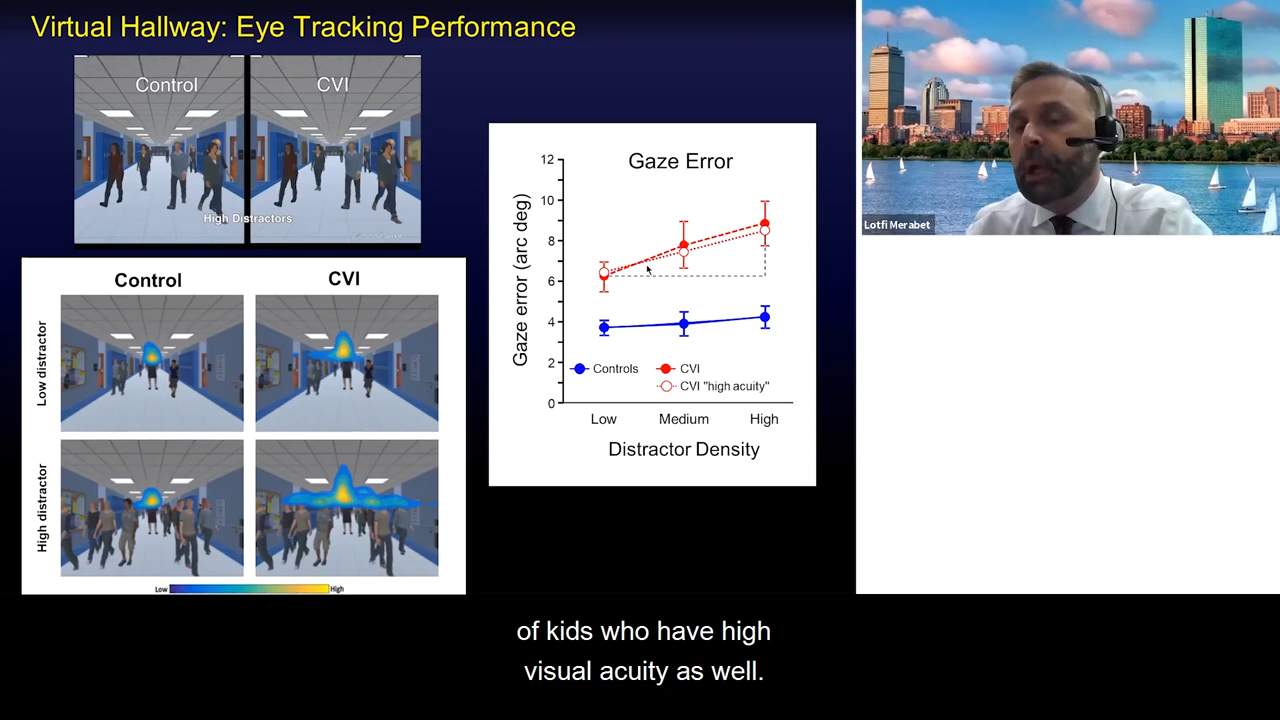 Virtual Hallway: Eye Tracking Performance
Control
CVI
High Distractors
Control
CVI
Low distractor
High distractor
Low
High
Gaze Error
Gaze error (arc deg)
12
10
8
6
4
2
0
Controls
CVI
CVI "high acuity"
Low
Medium
High
Distractor Density
Lotfi Merabet
of kids who have high
visual acuity as well.